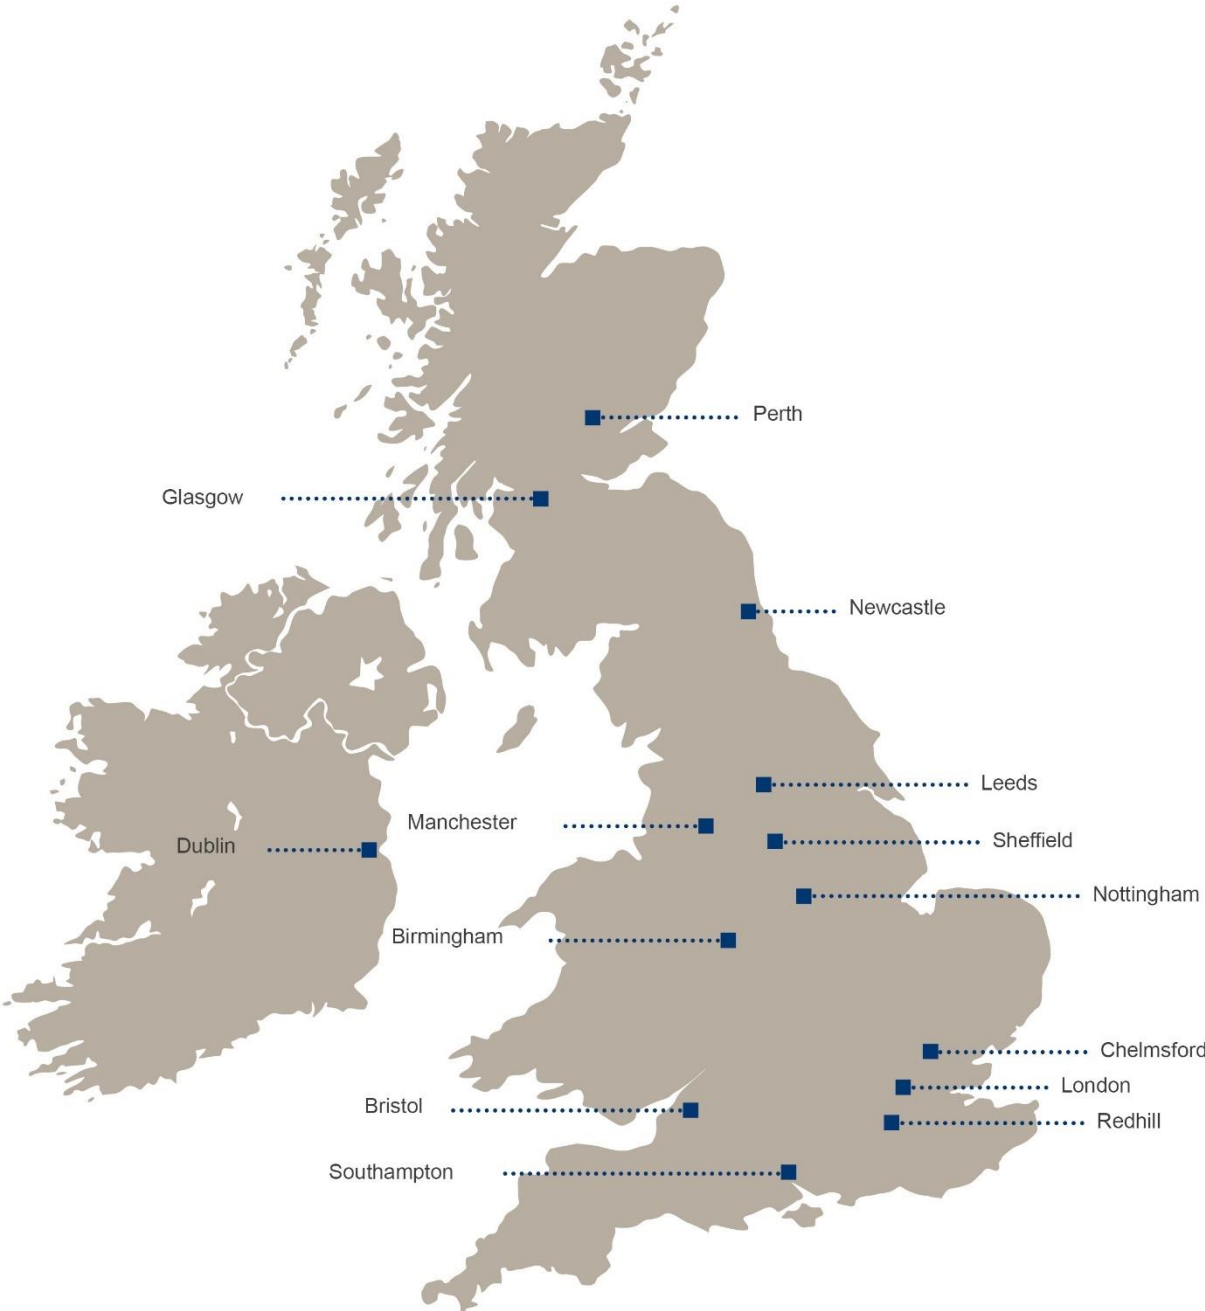 Perth
Glasgow
Newcastle
Leeds
Manchester
Sheffield
Dublin
Nottingham
Birmingham
Chelmsford
London
Bristol
Redhill
Southampton